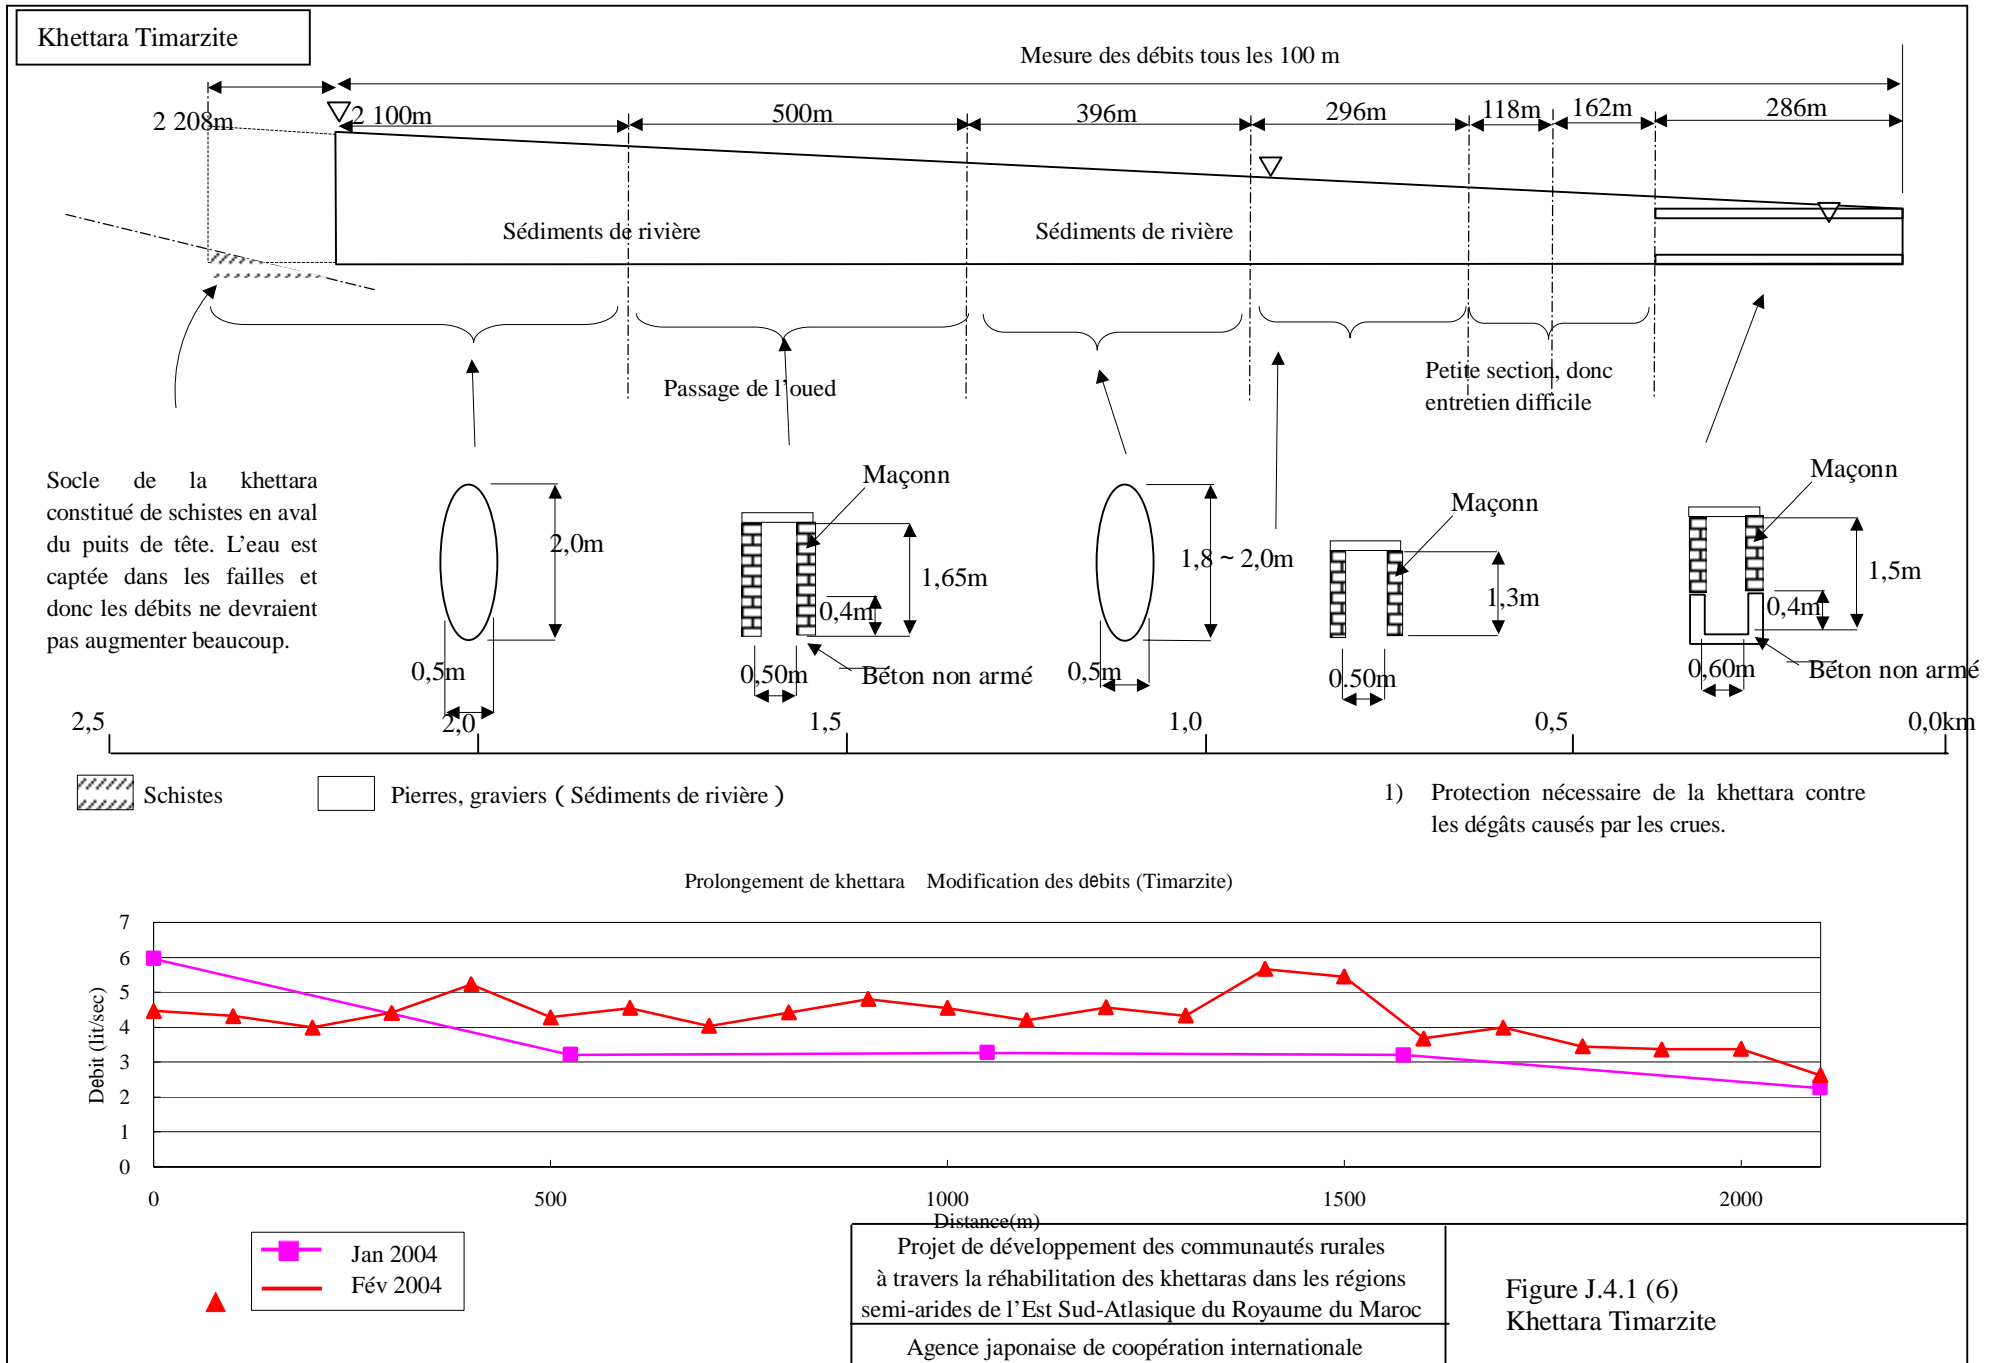 Khettara Timarzite
Mesure des débits tous les 100 m
2 208m
2 100m
500m
396m
296m
118m
162m
286m
Sédiments de rivière
Sédiments de rivière
Passage de l'oued
Petite section, donc
entretien difficile
Socle de la khettara
constitué de schistes en aval
du puits de tête. L'eau est
captée dans les failles et
donc les débits ne devraient
pas augmenter beaucoup.
2,0m
0,5m
Maçonn
1,65m
0,4m
0,50m
Béton non armé
1,8 ~ 2,0m
0,5m
Maçonn
1,3m
0.50m
Maçonn
1,5m
0,4m
0,60m
Béton non armé
2,5
2,0
1,5
1,0
0,5
0,0km
Schistes
Pierres, graviers ( Sédiments de rivière )
1) Protection nécessaire de la khettara contre
les dégâts causés par les crues.
Prolongement de khettara Modification des débits (Timarzite)
Débit (lit/sec)
7
6
5
4
3
2
1
0
0
500
1000
1500
2000
Distance(m)
Jan 2004
Fév 2004
Projet de développement des communautés rurales
à travers la réhabilitation des khettaras dans les régions
semi-arides de l'Est Sud-Atlasique du Royaume du Maroc
Agence japonaise de coopération internationale
Figure J.4.1 (6)
Khettara Timarzite